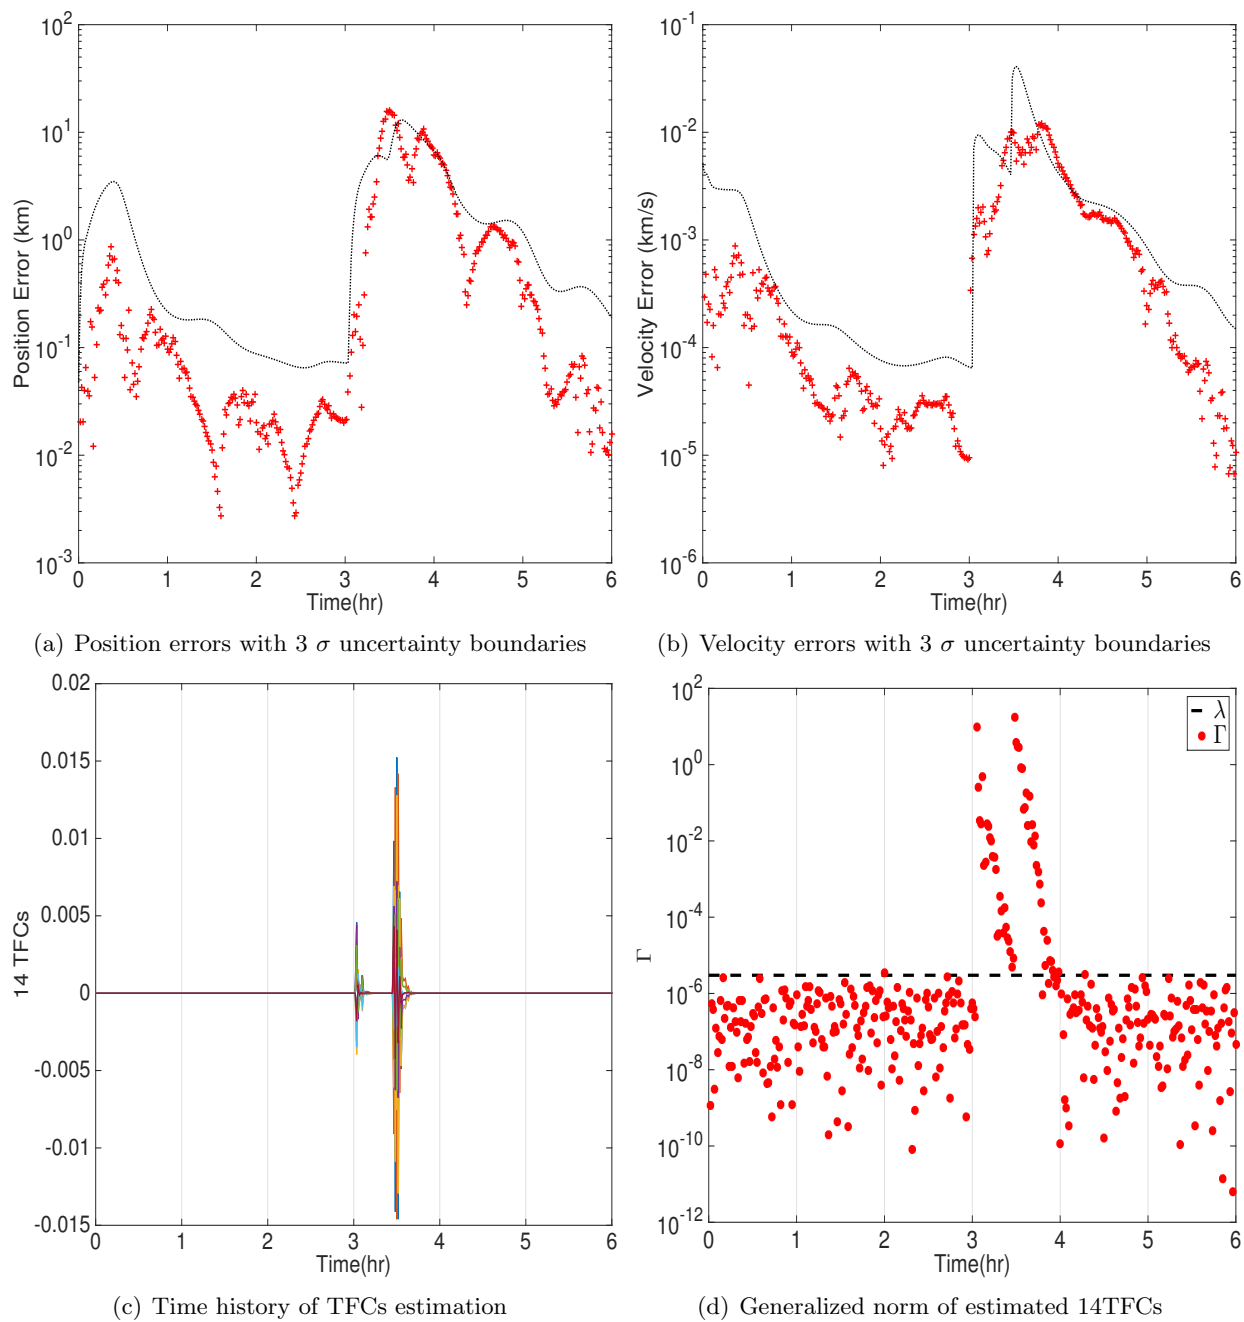 10^2
10^1
10^0
10^-1
10^-2
10^-3
Position Error (km)
0 1 2 3 4 5 6
Time(hr)
10^-1
10^-2
10^-3
10^-4
10^-5
10^-6
Velocity Error (km/s)
0 1 2 3 4 5 6
Time(hr)
(a) Position errors with 3 σ uncertainty boundaries
(b) Velocity errors with 3 σ uncertainty boundaries
0.02
0.015
0.01
0.005
0
-0.005
-0.01
-0.015
14 TFCs
0 1 2 3 4 5 6
Time(hr)
10^2
10^0
10^-2
10^-4
10^-6
10^-8
10^-10
10^-12
Γ
λ
Γ
0 1 2 3 4 5 6
Time(hr)
(c) Time history of TFCs estimation
(d) Generalized norm of estimated 14TFCs